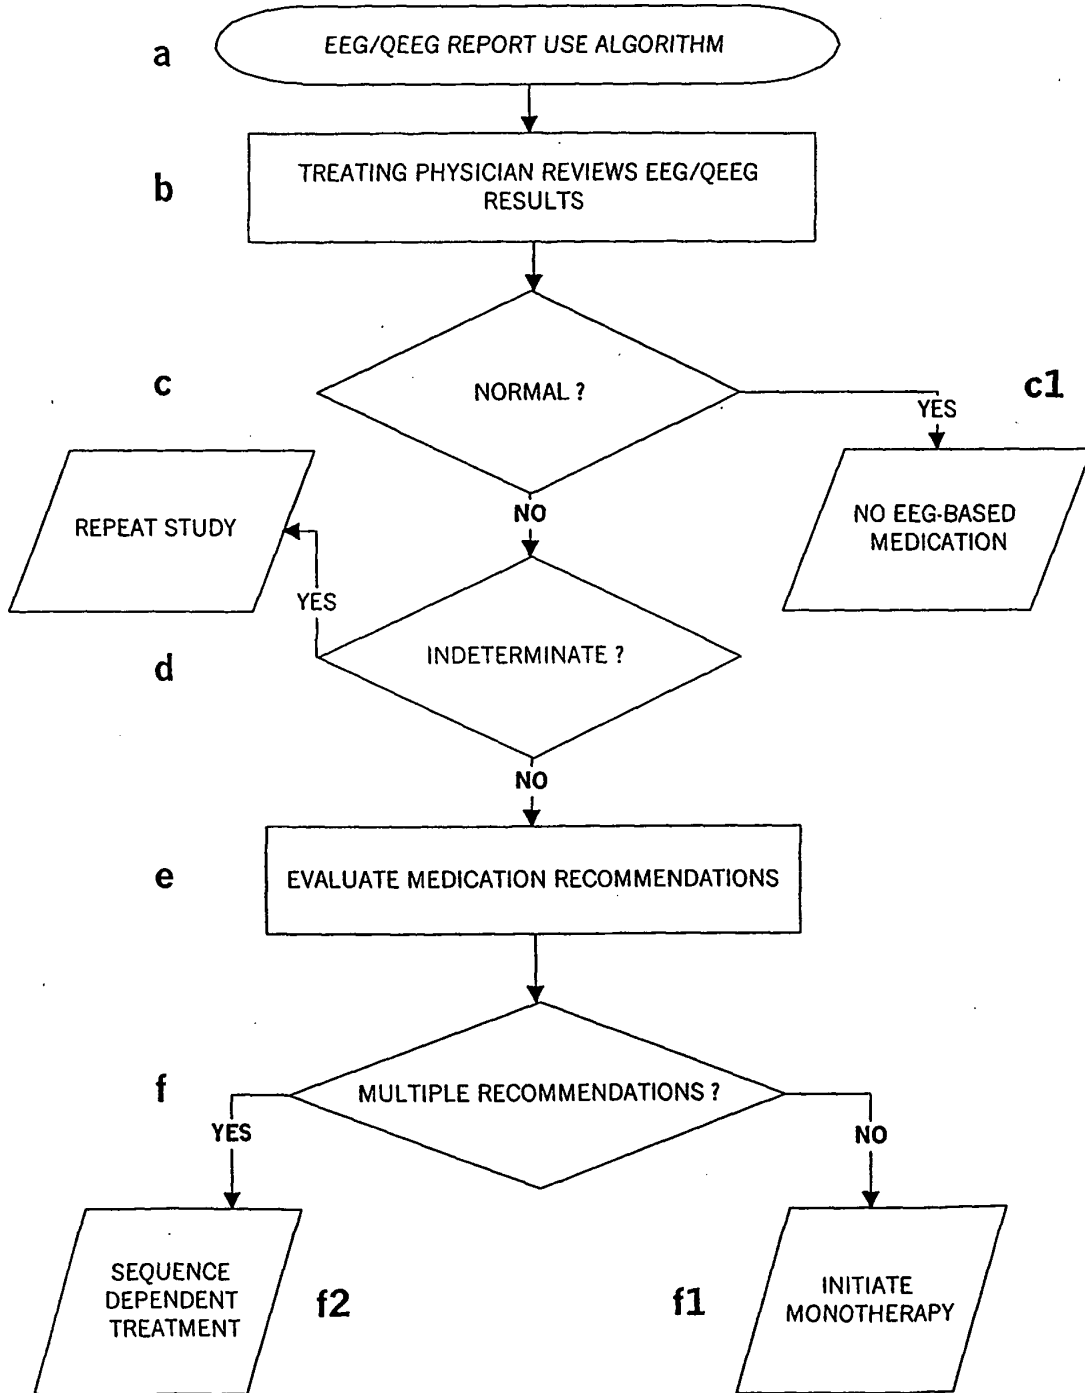 a
EEG/QEEG REPORT USE ALGORITHM
b
TREATING PHYSICIAN REVIEWS EEG/QEEG
RESULTS
c
NORMAL ?
c1
YES
REPEAT STUDY
NO EEG-BASED
MEDICATION
NO
YES
d
INDETERMINATE ?
NO
e
EVALUATE MEDICATION RECOMMENDATIONS
f
MULTIPLE RECOMMENDATIONS ?
YES
NO
SEQUENCE
DEPENDENT
TREATMENT
f2
f1
INITIATE
MONOTHERAPY